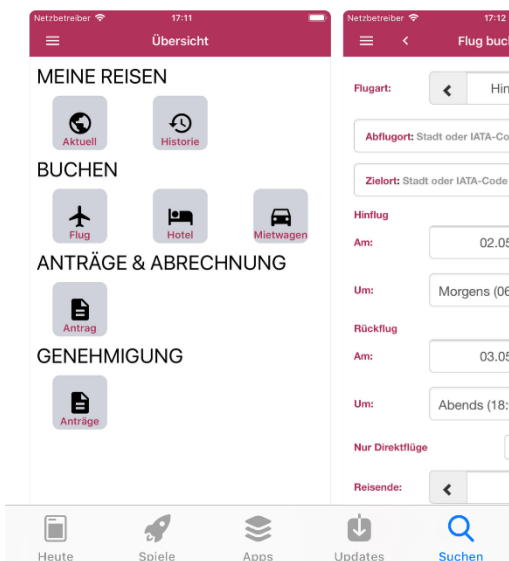 Netzbetreiber 17:11
Übersicht
MEINE REISEN
Aktuell Historie
BUCHEN
Flug Hotel Mietwagen
ANTRÄGE & ABRECHNUNG
Antrag
GENEHMIGUNG
Anträge
Netzbetreiber 17:12
Flug buc
Flugart: Hin
Abflugort: Stadt oder IATA-Co
Zielort: Stadt oder IATA-Code
Hinflug
Am: 02.05
Um: Morgens (06
Rückflug
Am: 03.05
Um: Abends (18:
Nur Direktflüge
Reisende:
Heute Spiele Apps Updates Suchen